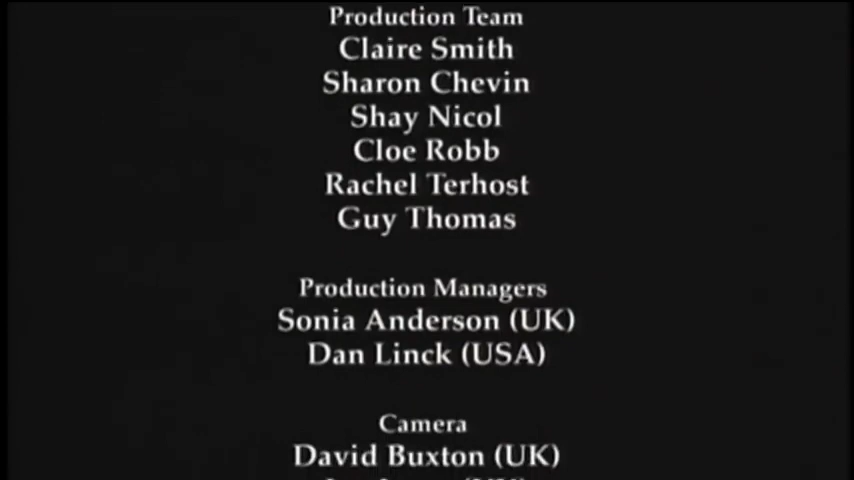 Production Team
Claire Smith
Sharon Chevin
Shay Nicol
Cloe Robb
Rachel Terhost
Guy Thomas
Production Managers
Sonia Anderson (UK)
Dan Linck (USA)
Camera
David Buxton (UK)